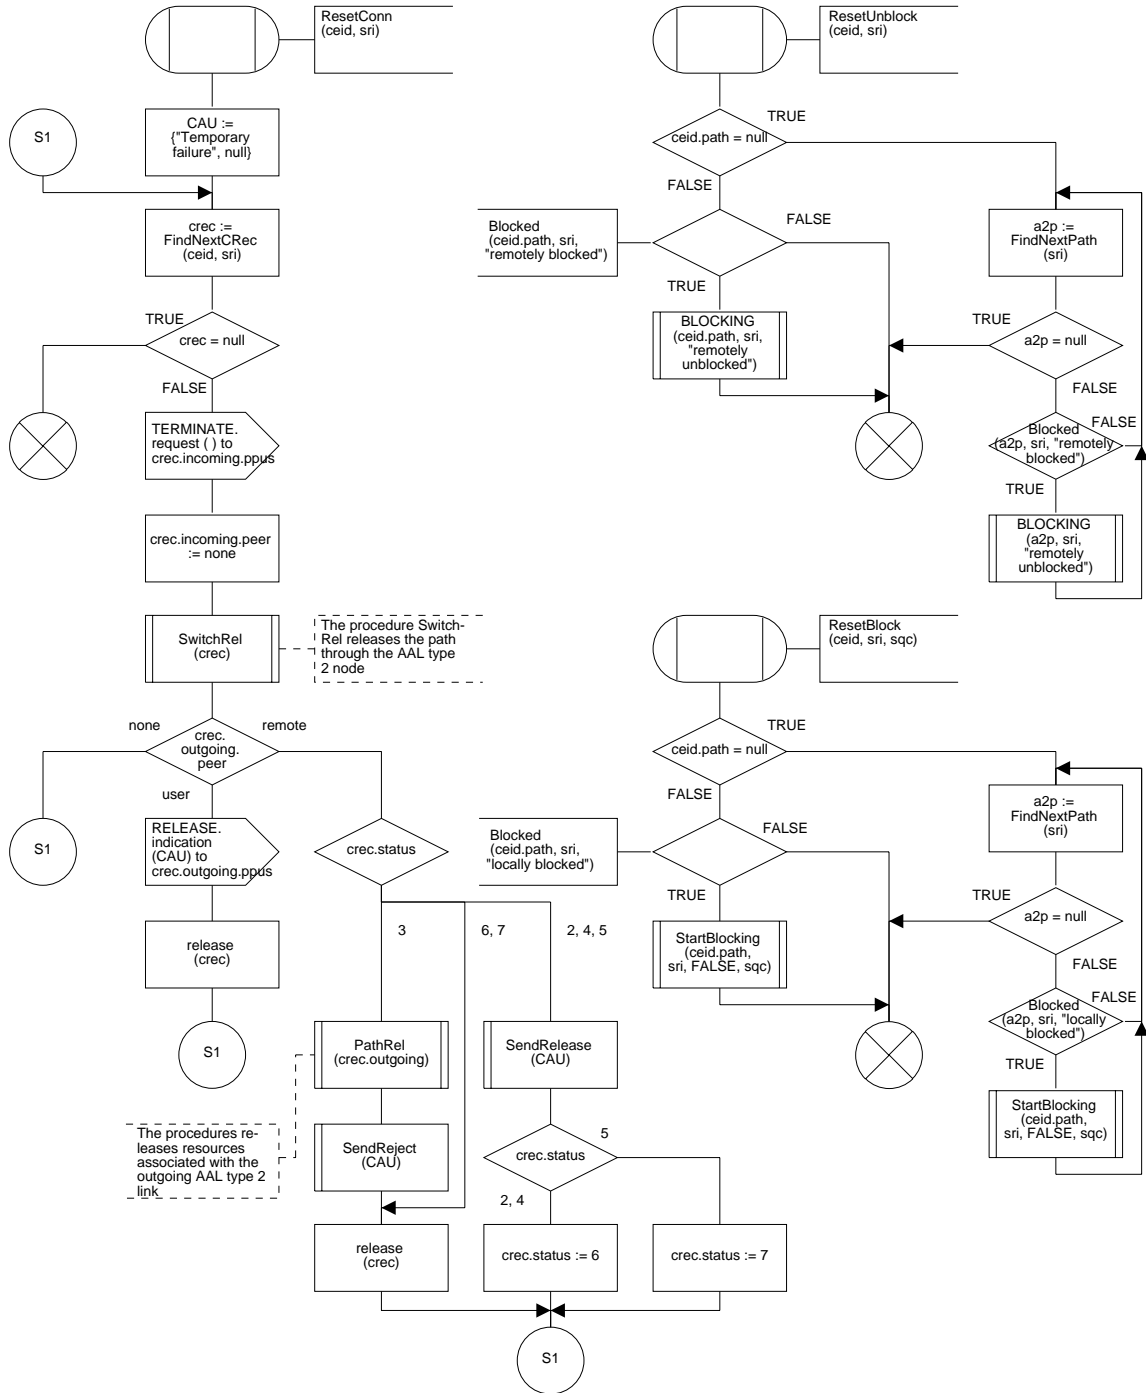 ResetConn
(ceid, sri)
CAU :=
{"Temporary
failure", null}
S1
crec :=
FindNextCRec
(ceid, sri)
TRUE
crec = null
FALSE
TERMINATE.
request ( ) to
crec.incoming.ppus
crec.incoming.peer
:= none
SwitchRel
(crec)
The procedure Switch-
Rel releases the path
through the AAL type
2 node
none
remote
crec.
outgoing.
peer
user
S1
RELEASE.
indication
(CAU) to
crec.outgoing.ppus
crec.status
release
(crec)
3
6, 7
2, 4, 5
S1
PathRel
(crec.outgoing)
SendRelease
(CAU)
The procedures re-
leases resources
associated with the
outgoing AAL type 2
link
SendReject
(CAU)
5
crec.status
2, 4
release
(crec)
crec.status := 6
crec.status := 7
S1
ResetUnblock
(ceid, sri)
TRUE
ceid.path = null
FALSE
Blocked
(ceid.path, sri,
"remotely blocked")
FALSE
TRUE
BLOCKING
(ceid.path, sri,
"remotely
unblocked")
a2p :=
FindNextPath
(sri)
TRUE
a2p = null
FALSE
Blocked
(a2p, sri, "remotely
blocked")
FALSE
TRUE
BLOCKING
(a2p, sri,
"remotely
unblocked")
ResetBlock
(ceid, sri, sqc)
TRUE
ceid.path = null
FALSE
Blocked
(ceid.path, sri,
"locally blocked")
FALSE
TRUE
StartBlocking
(ceid.path,
sri, FALSE, sqc)
a2p :=
FindNextPath
(sri)
TRUE
a2p = null
FALSE
Blocked
(a2p, sri, "locally
blocked")
FALSE
TRUE
StartBlocking
(ceid.path,
sri, FALSE, sqc)